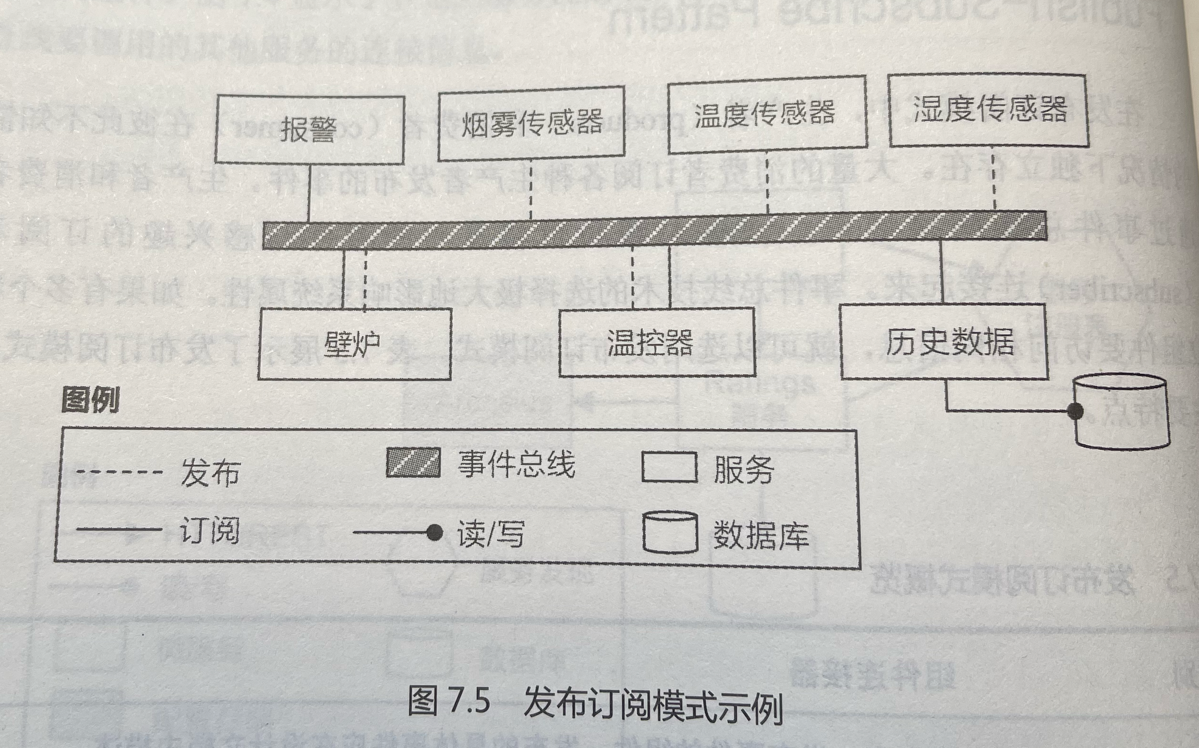 报警
烟雾传感器
温度传感器
湿度传感器
壁炉
温控器
历史数据
图例
发布
事件总线
服务
订阅
读/写
数据库
图 7.5 发布订阅模式示例